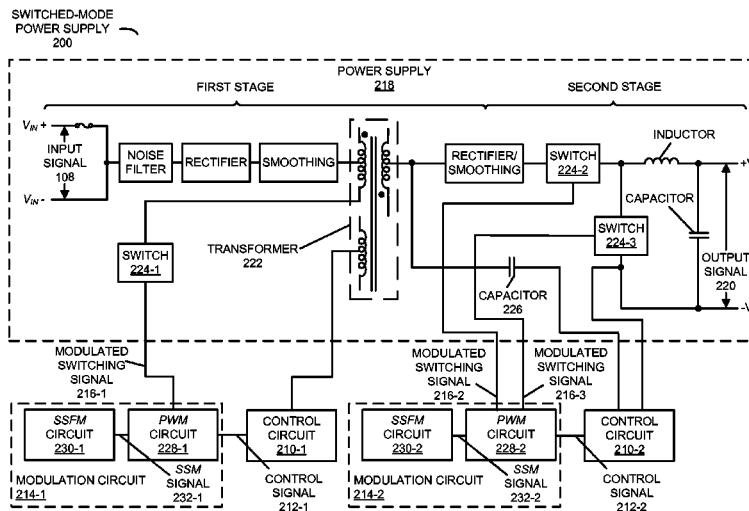 SWITCHED-MODE
POWER SUPPLY
200
POWER SUPPLY
218
FIRST STAGE
SECOND STAGE
VIN +
INPUT
SIGNAL
108
VIN -
NOISE
FILTER
RECTIFIER
SMOOTHING
RECTIFIER/
SMOOTHING
SWITCH
224-2
INDUCTOR
+V
CAPACITOR
SWITCH
224-3
OUTPUT
SIGNAL
220
-V
SWITCH
224-1
TRANSFORMER
222
CAPACITOR
226
MODULATED
SWITCHING
SIGNAL
216-1
MODULATED
SWITCHING
SIGNAL
216-2
MODULATED
SWITCHING
SIGNAL
216-3
SSFM
CIRCUIT
230-1
PWM
CIRCUIT
228-1
CONTROL
CIRCUIT
210-1
SSFM
CIRCUIT
230-2
PWM
CIRCUIT
228-2
CONTROL
CIRCUIT
210-2
MODULATION CIRCUIT
214-1
SSM
SIGNAL
232-1
CONTROL
SIGNAL
212-1
MODULATION CIRCUIT
214-2
SSM
SIGNAL
232-2
CONTROL
SIGNAL
212-2